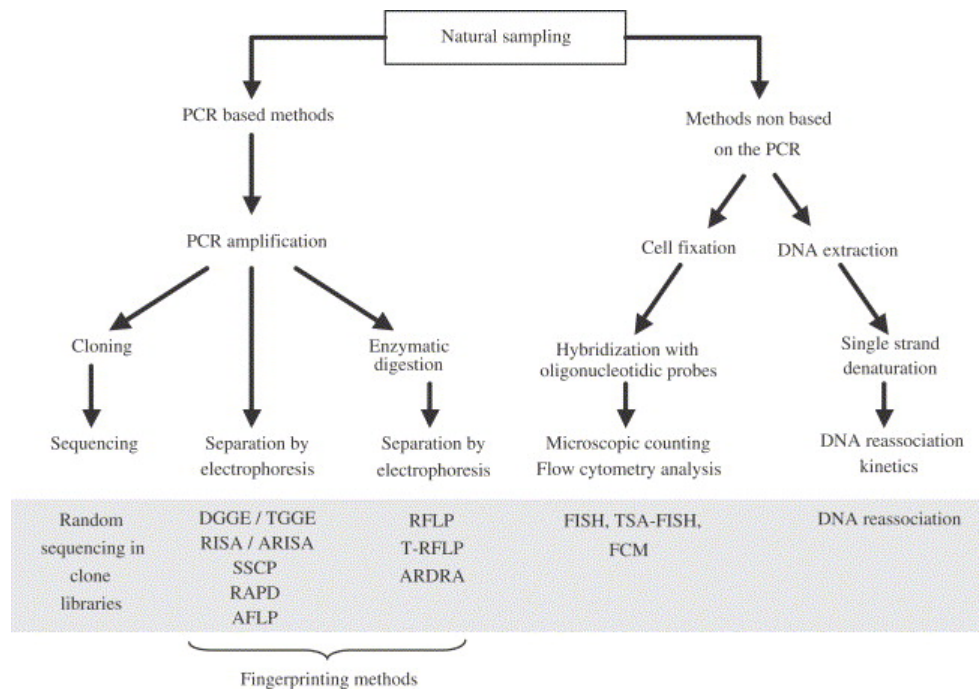 Natural sampling
PCR based methods
Methods non based
on the PCR
PCR amplification
Cell fixation
DNA extraction
Cloning
Enzymatic
digestion
Hybridization with
oligonucleotidic probes
Single strand
denaturation
Sequencing
Separation by
electrophoresis
Separation by
electrophoresis
Microscopic counting
Flow cytometry analysis
DNA reassociation
kinetics
Random
sequencing in
clone
libraries
DGGE / TGGE
RISA / ARISA
SSCP
RAPD
AFLP
RFLP
T-RFLP
ARDRA
FISH, TSA-FISH,
FCM
DNA reassociation
Fingerprinting methods